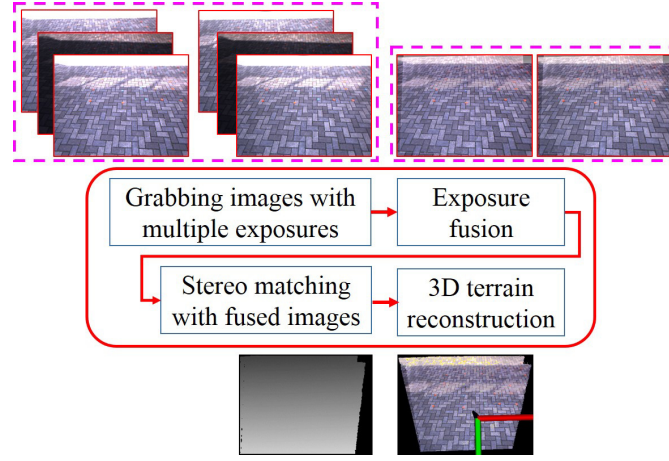 Grabbing images with
multiple exposures
Exposure
fusion
Stereo matching
with fused images
3D terrain
reconstruction